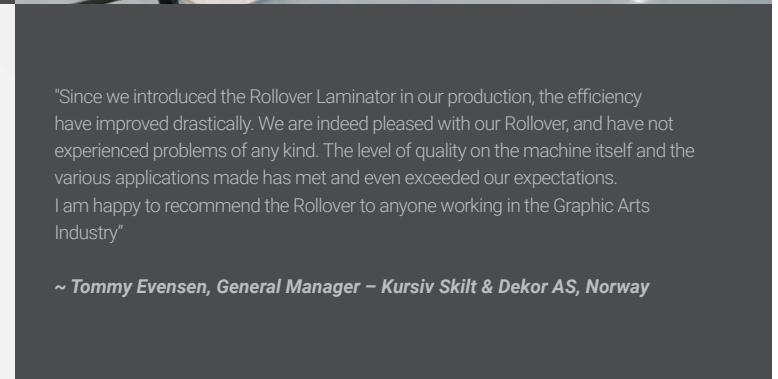 "Since we introduced the Rollover Laminator in our production, the efficiency
have improved drastically. We are indeed pleased with our Rollover, and have not
experienced problems of any kind. The level of quality on the machine itself and the
various applications made has met and even exceeded our expectations.
I am happy to recommend the Rollover to anyone working in the Graphic Arts
Industry”
~ Tommy Evensen, General Manager – Kursiv Skilt & Dekor AS, Norway